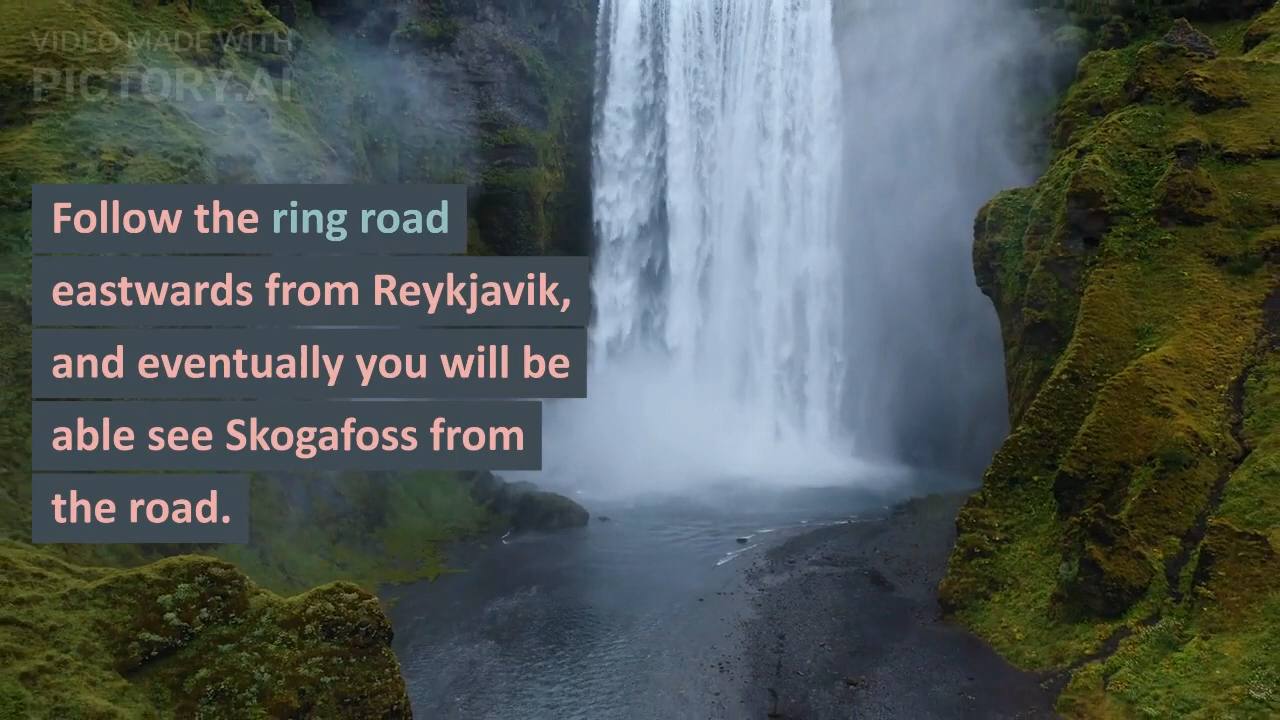 VIDEO MADE WITH
PICTORY.AI
Follow the ring road
eastwards from Reykjavik,
and eventually you will be
able see Skogafoss from
the road.